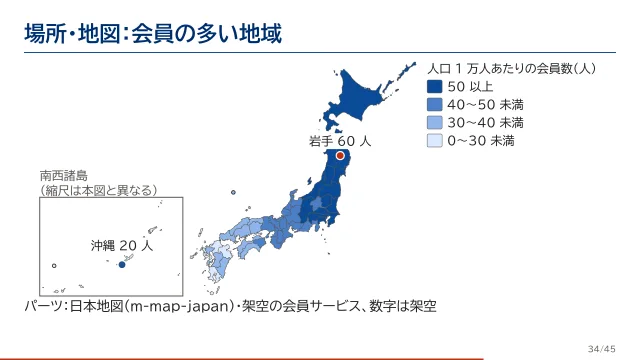 場所・地図：会員の多い地域
人口 1 万人あたりの会員数（人）
50 以上
40～50 未満
30～40 未満
0～30 未満
岩手 60 人
南西諸島
（縮尺は本図と異なる）
沖縄 20 人
パーツ：日本地図（m-map-japan）・架空の会員サービス、数字は架空
34/45